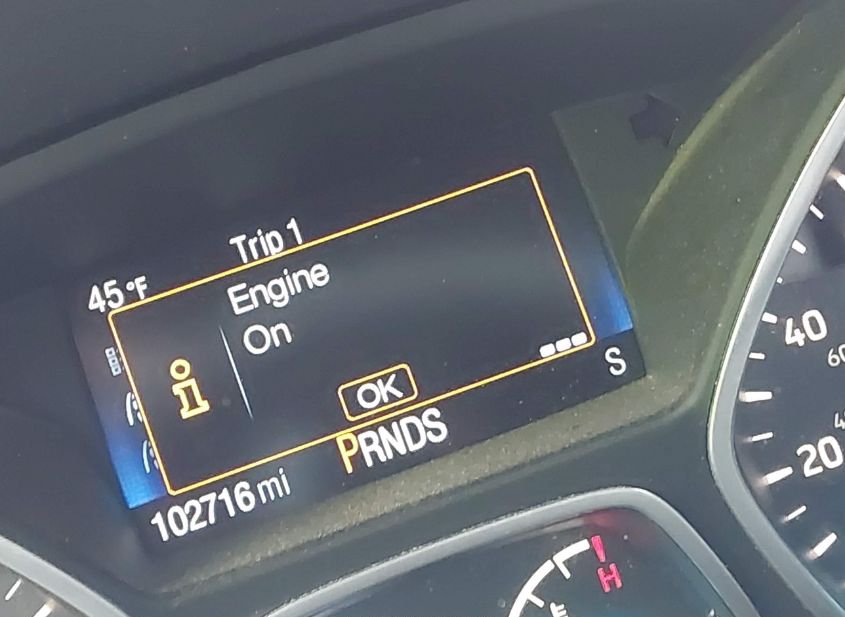 Trip 1
45°F
Engine
On
OK
S
PRNDS
102716 mi
40
20
H